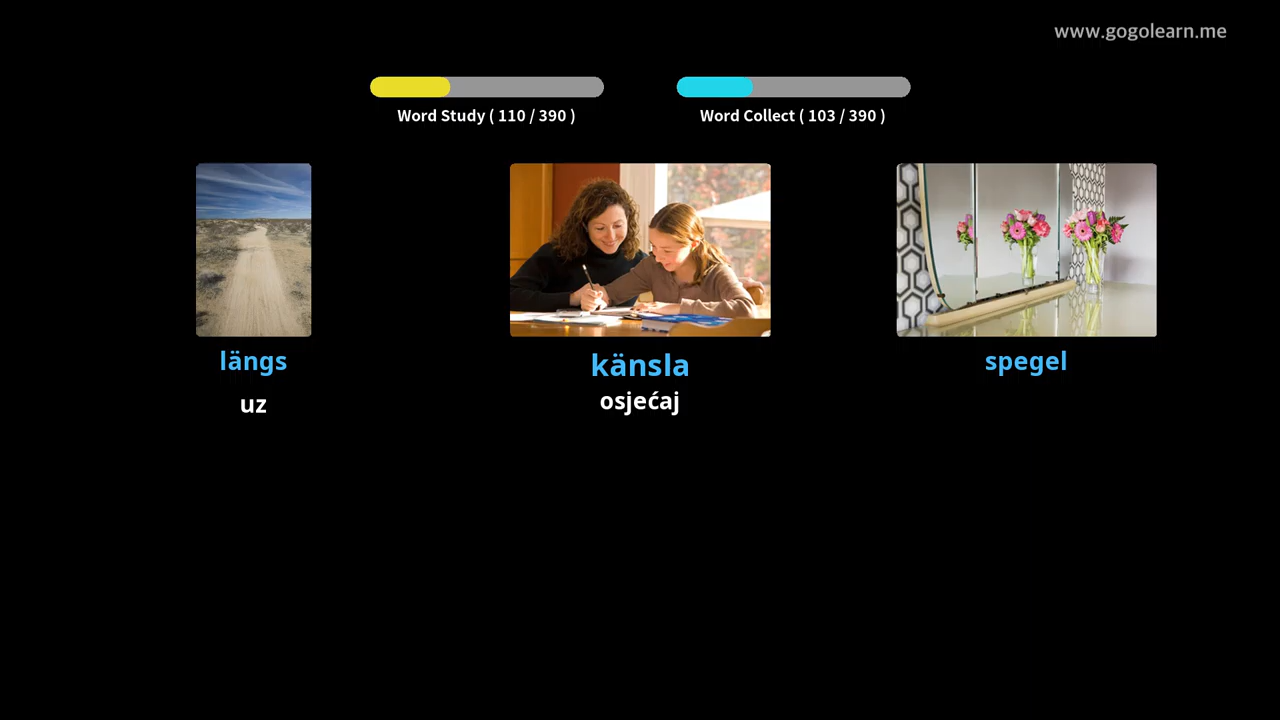 www.gogolearn.me
Word Study ( 110 / 390 )
Word Collect ( 103 / 390 )
längs
känsla
spegel
uz
osjećaj